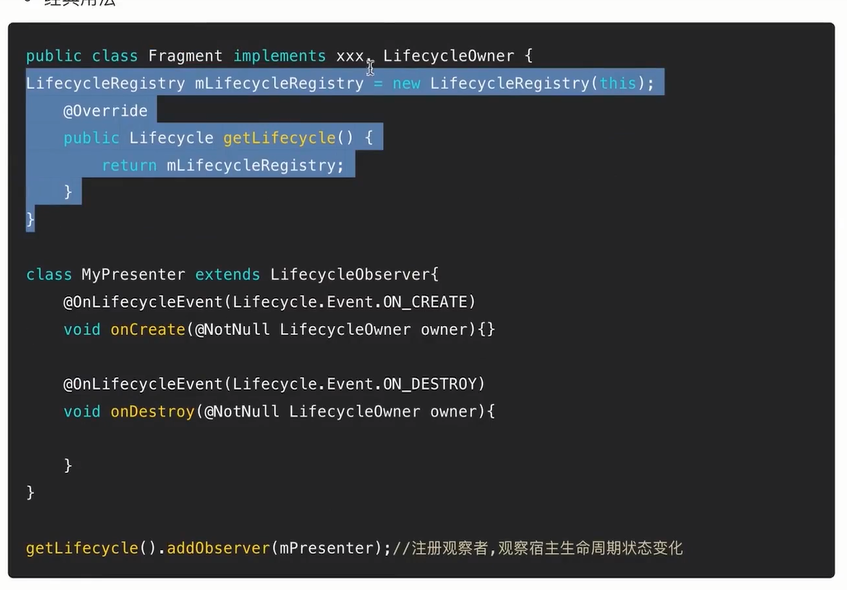 经典用法
public class Fragment implements xxx, LifecycleOwner {
LifecycleRegistry mLifecycleRegistry = new LifecycleRegistry(this);
@Override
public Lifecycle getLifecycle() {
return mLifecycleRegistry;
}
}
class MyPresenter extends LifecycleObserver{
@OnLifecycleEvent(Lifecycle.Event.ON_CREATE)
void onCreate(@NotNull LifecycleOwner owner){}
@OnLifecycleEvent(Lifecycle.Event.ON_DESTROY)
void onDestroy(@NotNull LifecycleOwner owner){
}
}
getLifecycle().addObserver(mPresenter);//注册观察者,观察宿主生命周期状态变化